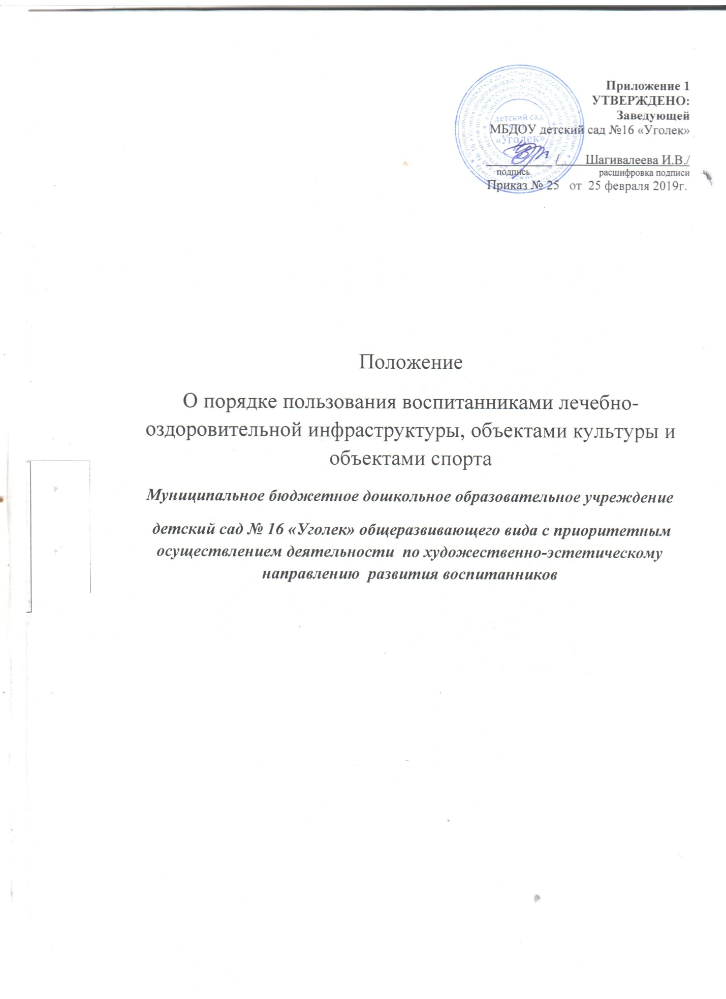 Приложение 1
УТВЕРЖДЕНО:
Заведующей
МБДОУ детский сад №16 «Уголек»
детский сад
«Уголек»
/ Шагивалеева И.В./
подпись расшифровка подписи
Приказ № 25 от 25 февраля 2019г.
Положение
О порядке пользования воспитанниками лечебно-
оздоровительной инфраструктуры, объектами культуры и
объектами спорта
Муниципальное бюджетное дошкольное образовательное учреждение
детский сад № 16 «Уголек» общеразвивающего вида с приоритетным
осуществлением деятельности по художественно-эстетическому
направлению развития воспитанников